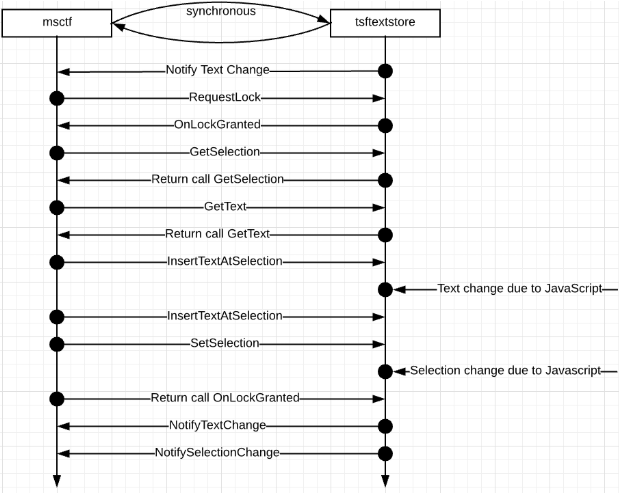 msctf
synchronous
tsftextstore
Notify Text Change
RequestLock
OnLockGranted
GetSelection
Return call GetSelection
GetText
Return call GetText
InsertTextAtSelection
Text change due to JavaScript
InsertTextAtSelection
SetSelection
Selection change due to Javascript
Return call OnLockGranted
NotifyTextChange
NotifySelectionChange